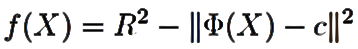 f(X) = R² − ‖Φ(X) − c‖²